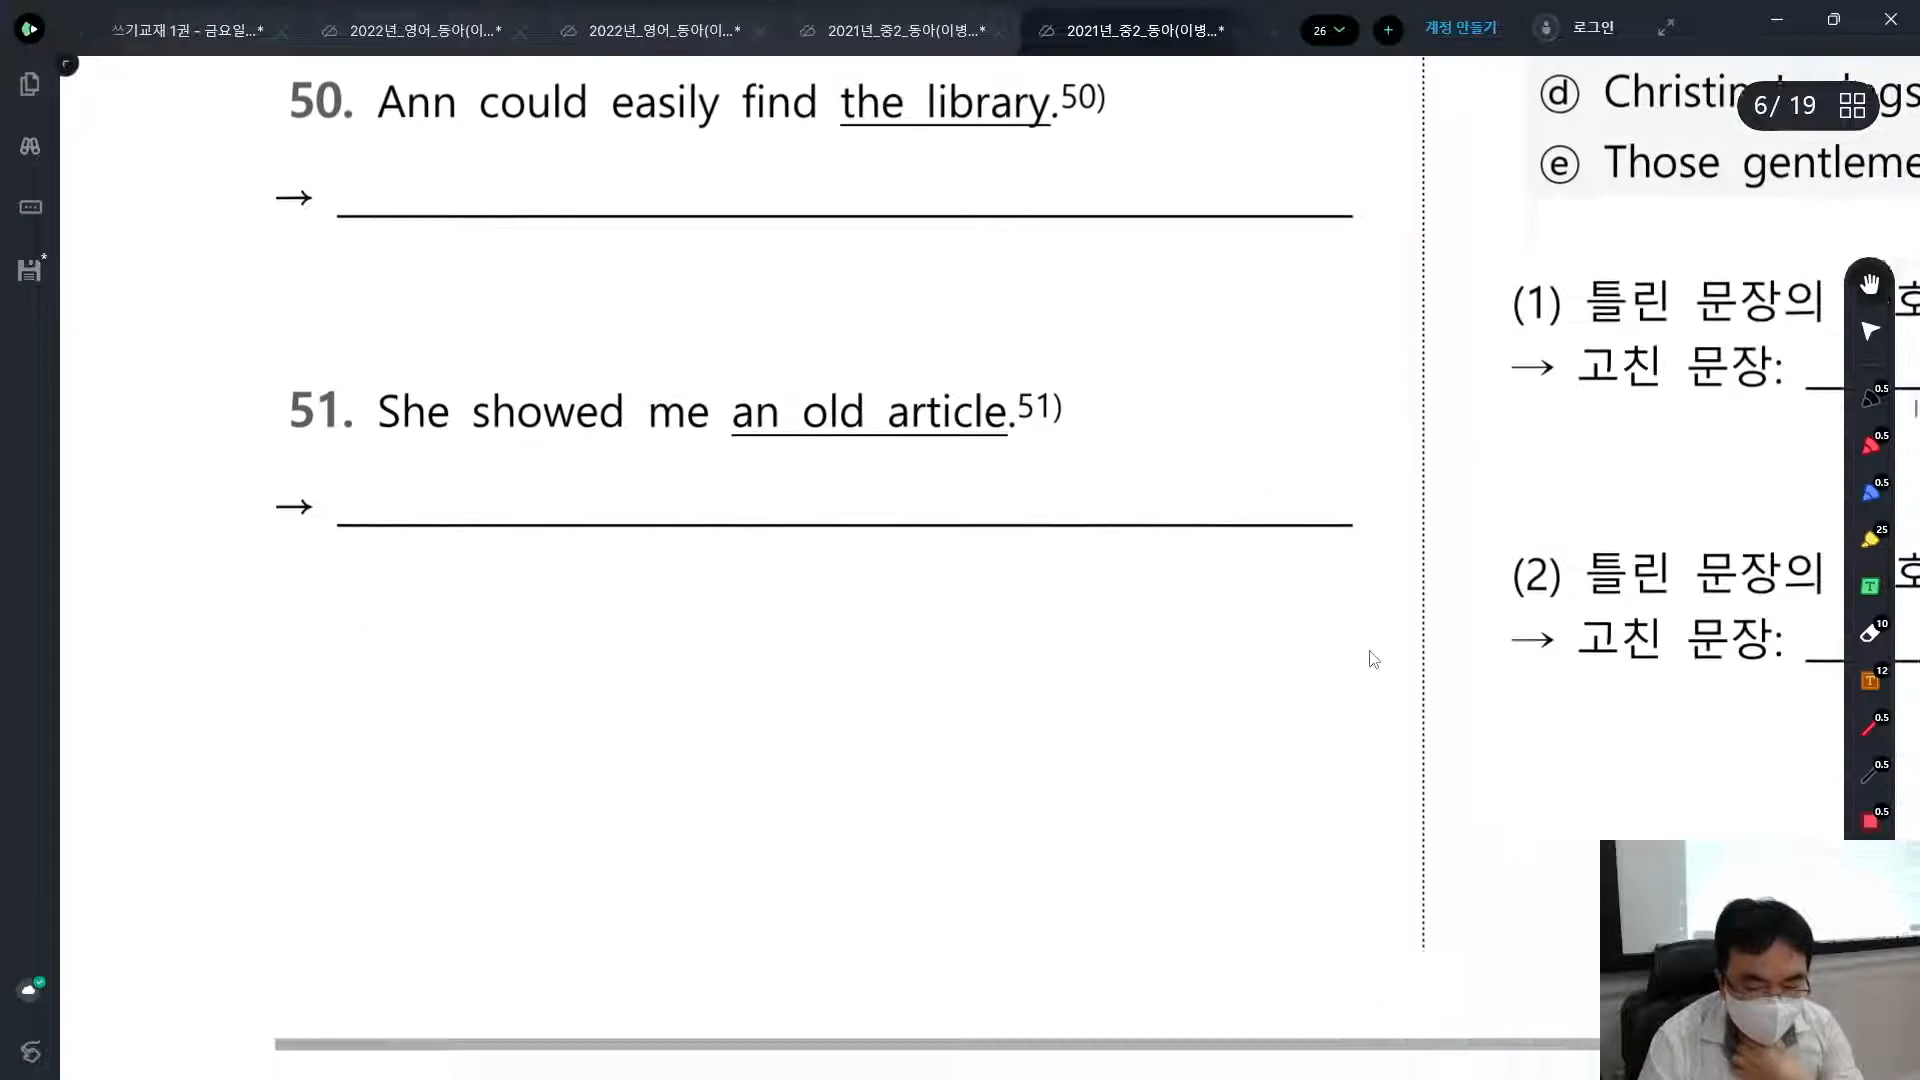 쓰기교재 1권 - 금요일...*
2022년_영어_동아(이...*
2022년_영어_동아(이...*
2021년_중2_동아(이병...*
2021년_중2_동아(이병...*
26
계정 만들기
로그인
6/ 19
50. Ann could easily find the library.50)
→
51. She showed me an old article.51)
→
ⓓ Christin
ⓔ Those gentleme
(1) 틀린 문장의
→ 고친 문장:
(2) 틀린 문장의
→ 고친 문장:
0.5
0.5
0.5
25
T
10
T
12
0.5
0.5
0.5